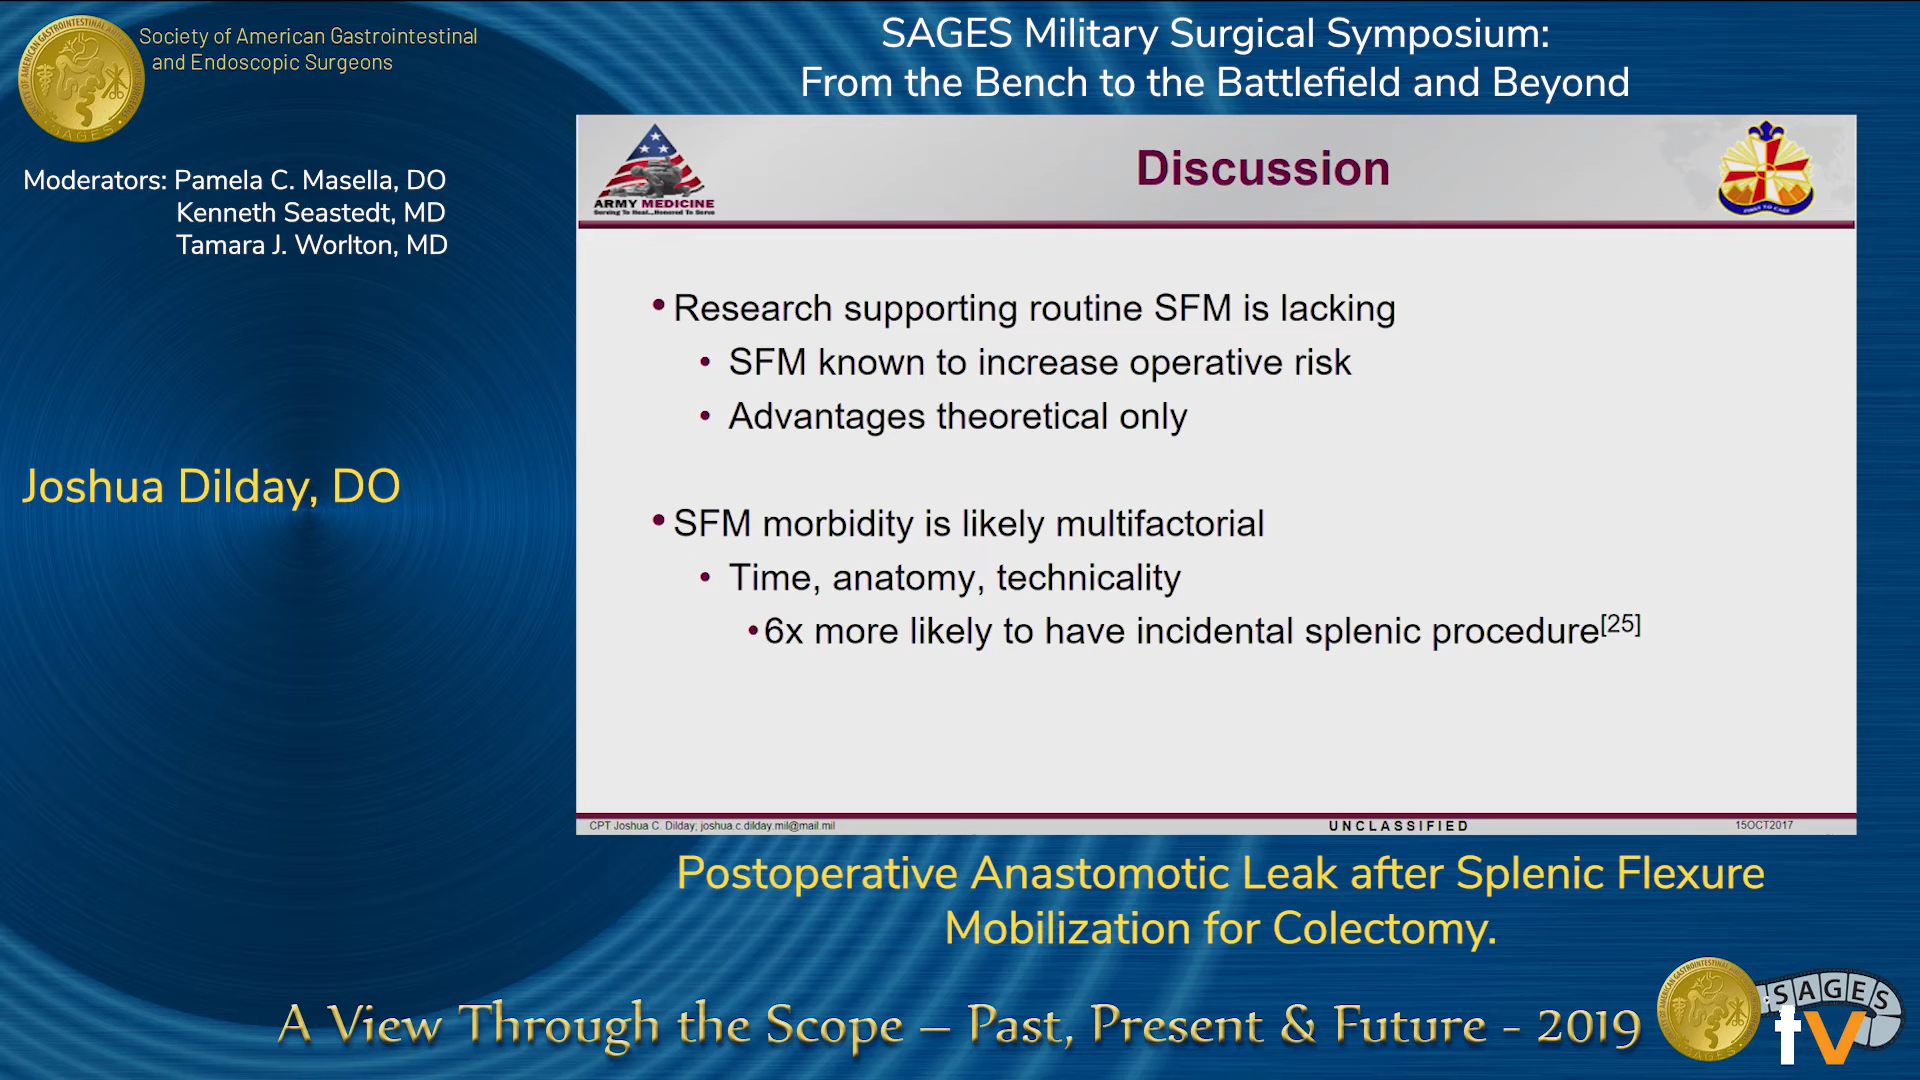 Society of American Gastrointestinal
and Endoscopic Surgeons
SAGES Military Surgical Symposium:
From the Bench to the Battlefield and Beyond
Moderators: Pamela C. Masella, DO
Kenneth Seastedt, MD
Tamara J. Worlton, MD
Joshua Dilday, DO
ARMY MEDICINE
Serving To Heal...Honored To Serve
Discussion
• Research supporting routine SFM is lacking
• SFM known to increase operative risk
• Advantages theoretical only
• SFM morbidity is likely multifactorial
• Time, anatomy, technicality
• 6x more likely to have incidental splenic procedure[25]
CPT Joshua C. Dilday; joshua.c.dilday.mil@mail.mil
UNCLASSIFIED
15OCT2017
Postoperative Anastomotic Leak after Splenic Flexure
Mobilization for Colectomy.
A View Through the Scope – Past, Present & Future - 2019
SAGES
tv